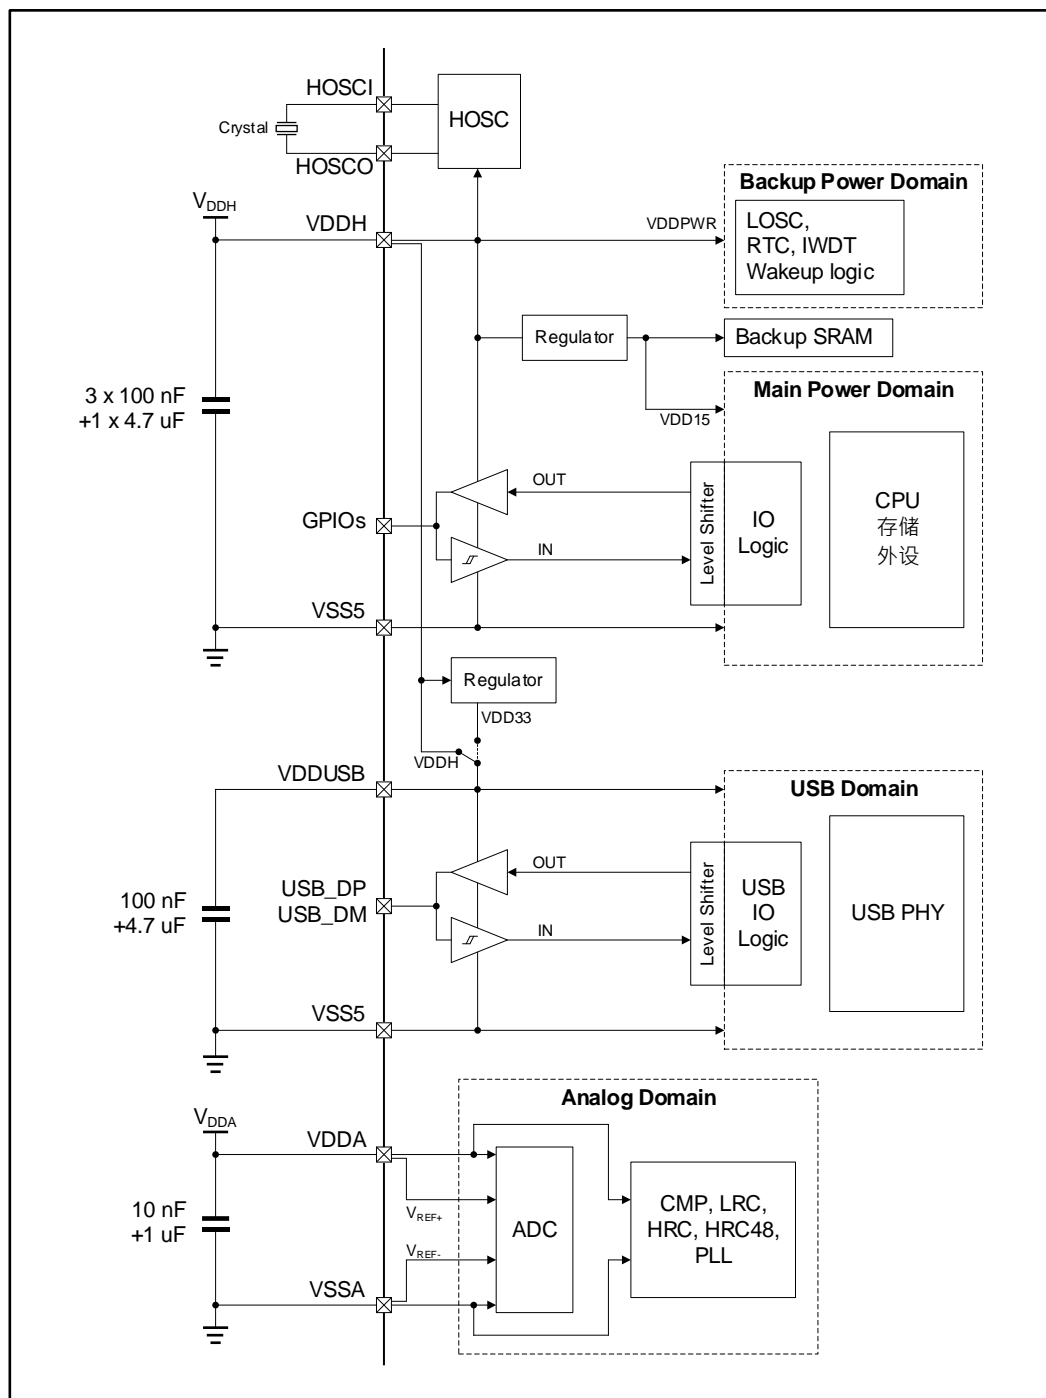 HOSCI
HOSC
Crystal
HOSCO
Backup Power Domain
VDDH
VDDH
VDDPWR
LOSC,
RTC, IWDT
Wakeup logic
Regulator
Backup SRAM
Main Power Domain
3 x 100 nF
+1 x 4.7 uF
VDD15
OUT
GPIOs
Level Shifter
IO
Logic
CPU
存储
外设
IN
VSS5
Regulator
VDD33
VDDH
VDDUSB
USB Domain
OUT
100 nF
+4.7 uF
USB_DP
USB_DM
Level Shifter
USB
IO
Logic
USB PHY
IN
VSS5
Analog Domain
VDDA
VDDA
10 nF
+1 uF
VREF+
VREF-
ADC
CMP, LRC,
HRC, HRC48,
PLL
VSSA